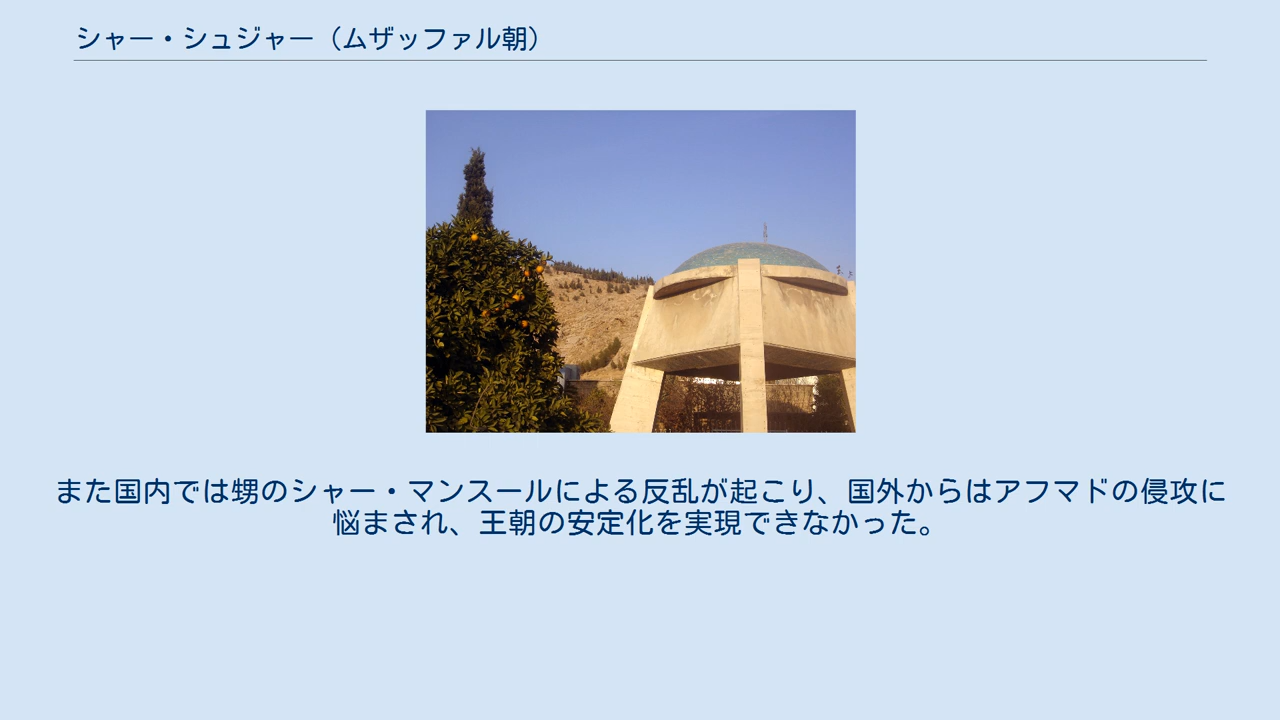 シャー・シュジャー（ムザッファル朝）
また国内では甥のシャー・マンスールによる反乱が起こり、国外からはアフマドの侵攻に
悩まされ、王朝の安定化を実現できなかった。